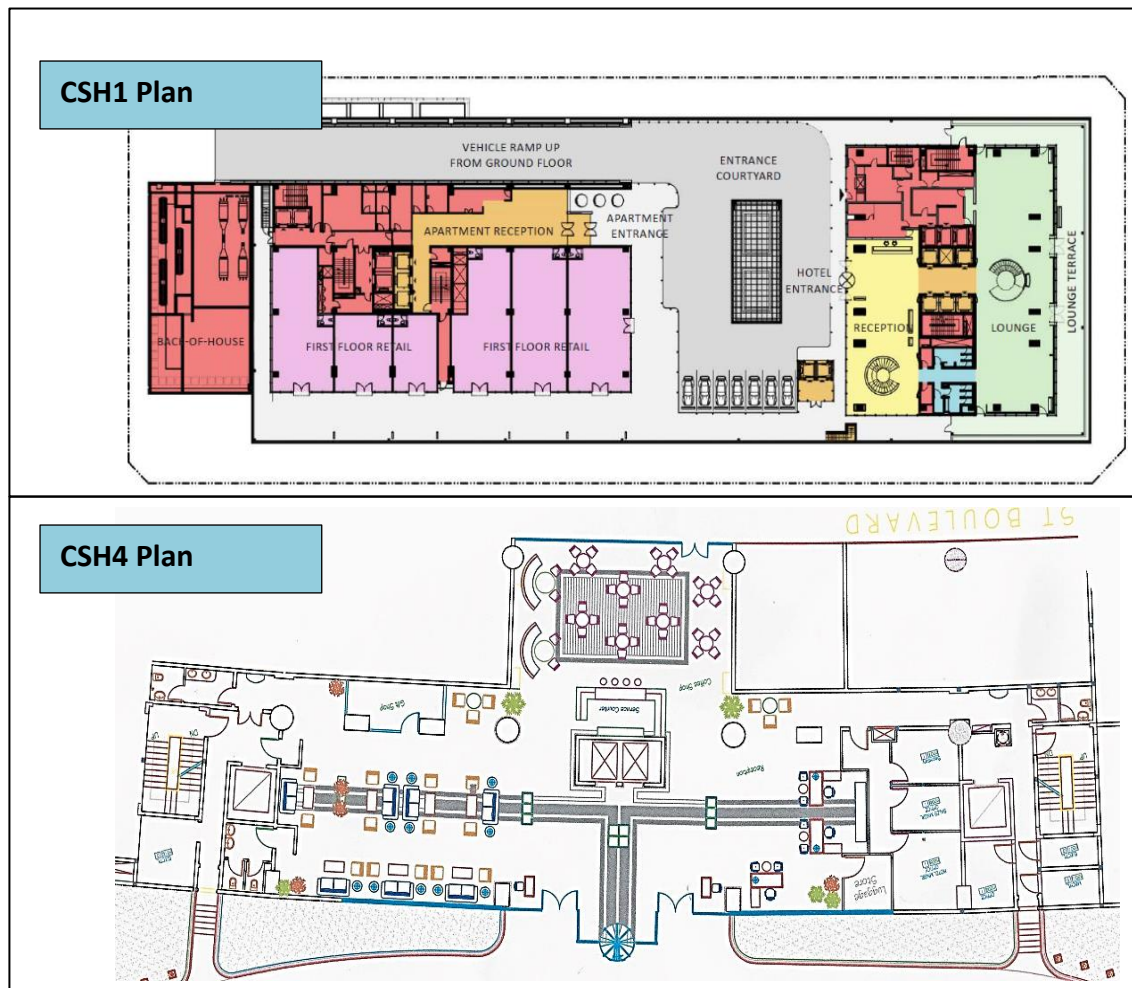 CSH1 Plan
VEHICLE RAMP UP
FROM GROUND FLOOR
ENTRANCE
COURTYARD
APARTMENT RECEPTION
APARTMENT
ENTRANCE
HOTEL
ENTRANCE
BACK-OF-HOUSE
FIRST FLOOR RETAIL
FIRST FLOOR RETAIL
RECEPTION
LOUNGE
LOUNGE TERRACE
CSH4 Plan
ST BOULEVARD
Coffee Shop
Gift Shop
Service Counter
UP
DN
Reception
UP
Luggage
Store